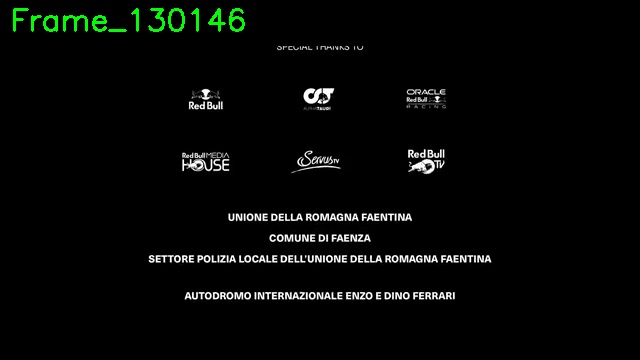 Frame_130146
SPECIAL THANKS TO
Red Bull
ALPHATAURI
ORACLE
Red Bull
RACING
Red Bull MEDIA
HOUSE
ServusTV
Red Bull
TV
UNIONE DELLA ROMAGNA FAENTINA
COMUNE DI FAENZA
SETTORE POLIZIA LOCALE DELL'UNIONE DELLA ROMAGNA FAENTINA
AUTODROMO INTERNAZIONALE ENZO E DINO FERRARI